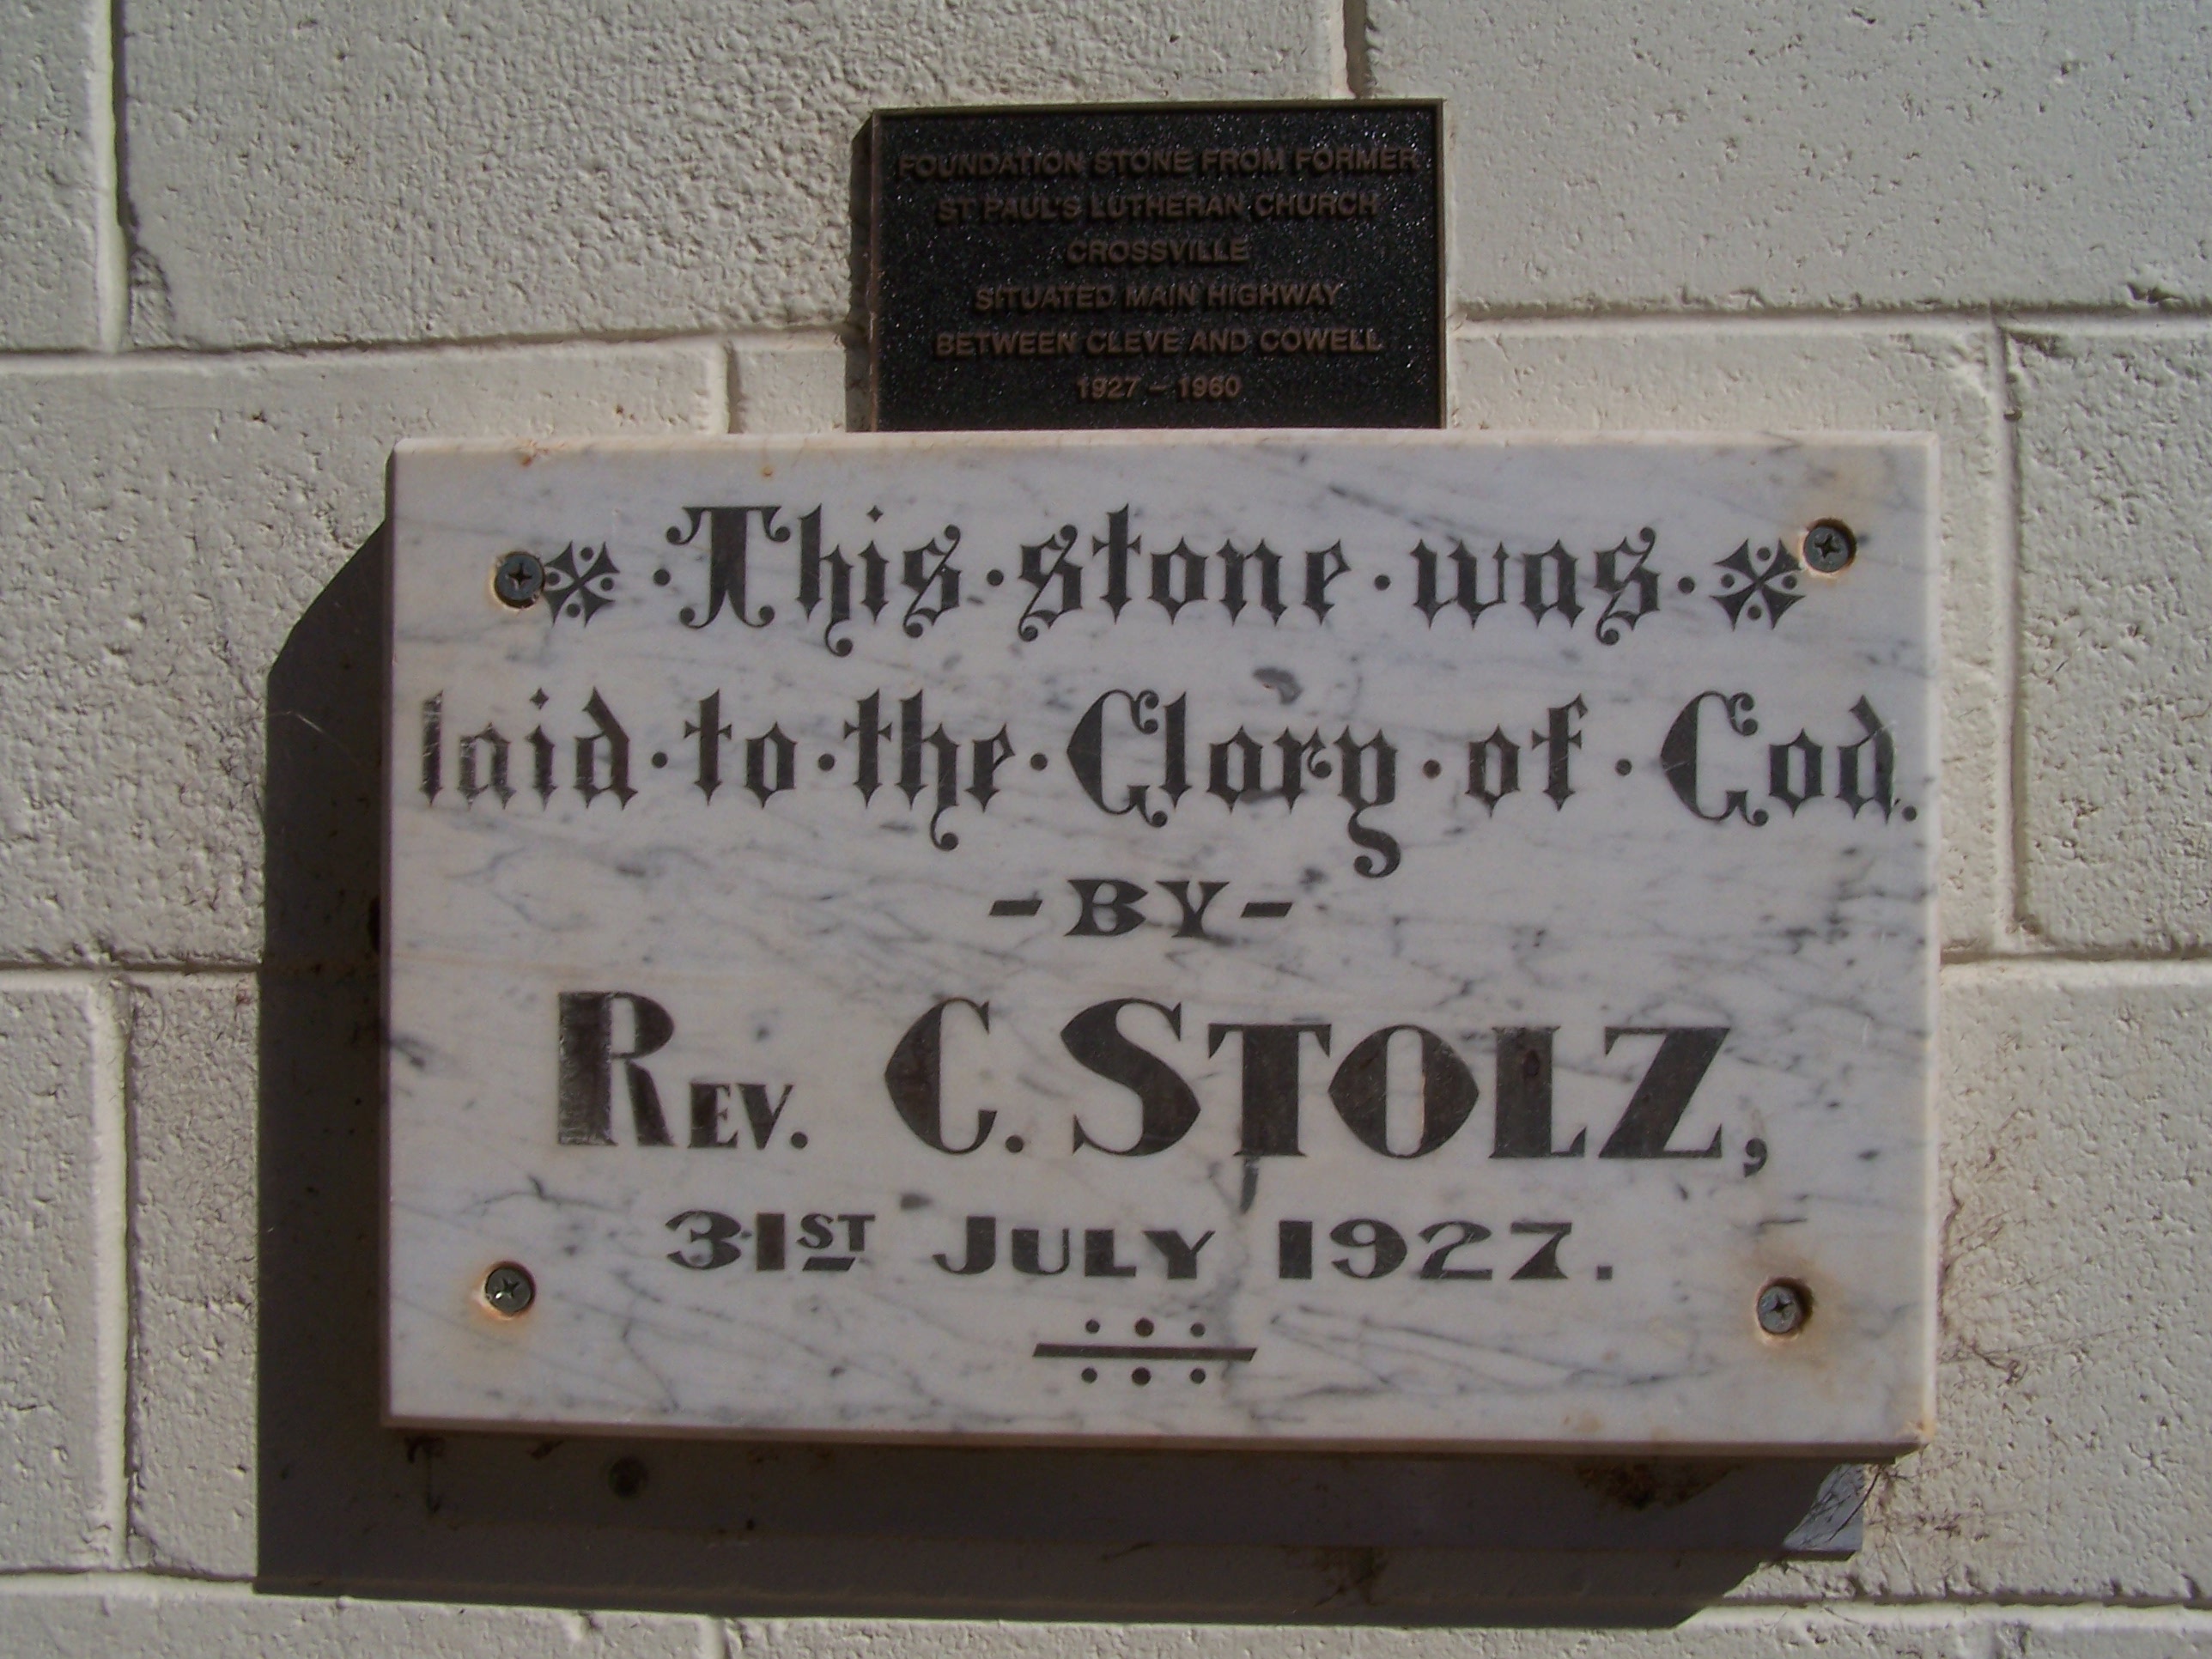 FOUNDATION STONE FROM FORMER
ST PAUL'S LUTHERAN CHURCH
CROSSVILLE
SITUATED MAIN HIGHWAY
BETWEEN CLEVE AND COWELL
1927 – 1960
This · stone · was ·
laid · to · the · Glory · of · God.
- BY -
REV. C. STOLZ,
31ST JULY 1927.